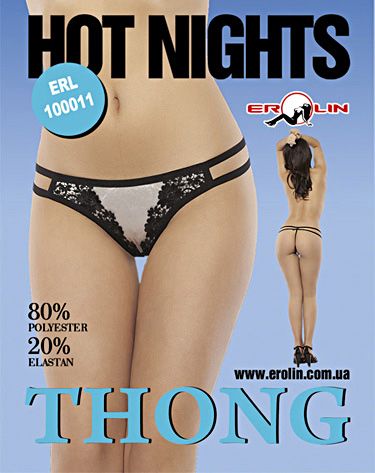 HOT NIGHTS
ERL
100011
EROLIN
80%
POLYESTER
20%
ELASTAN
www.erolin.com.ua
THONG